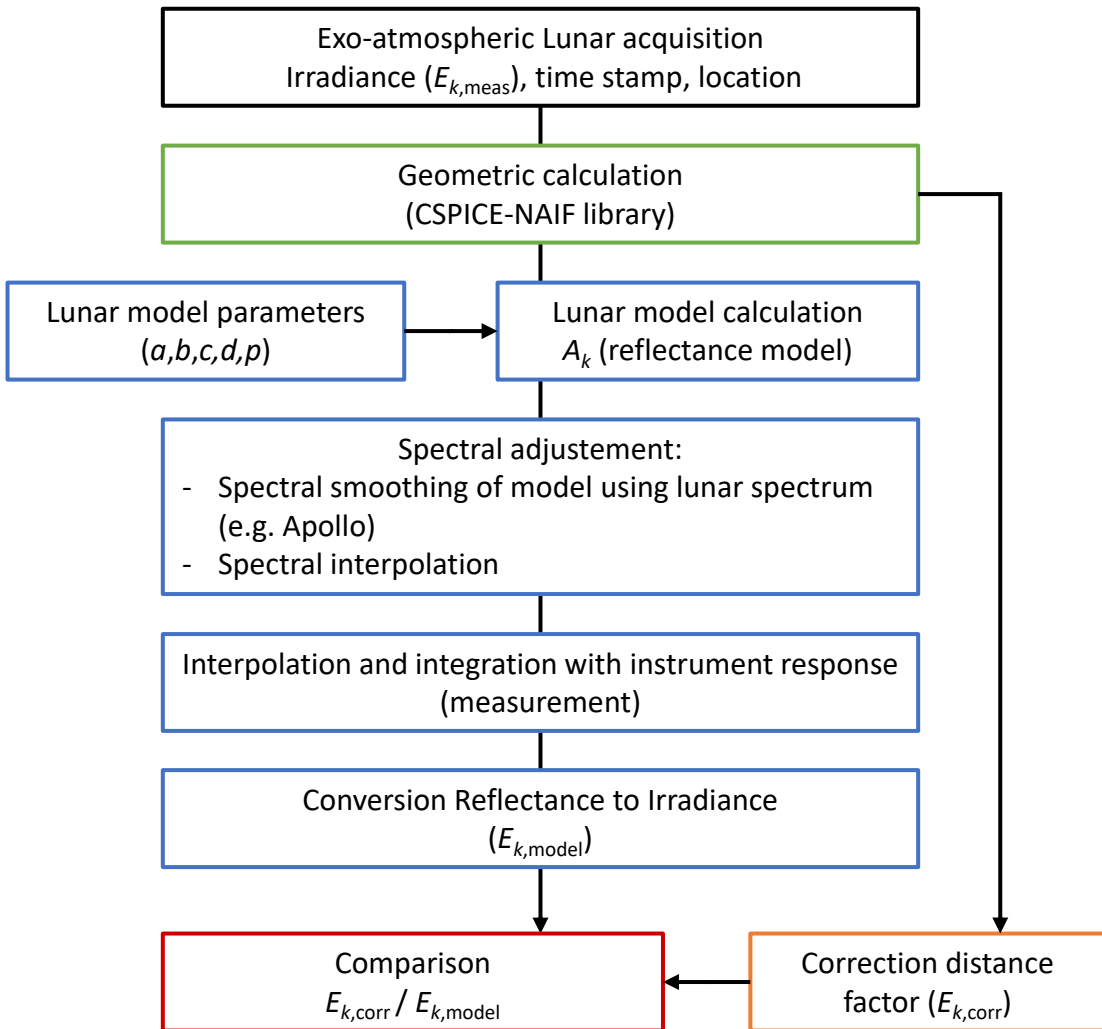 Exo-atmospheric Lunar acquisition
Irradiance (Ek,meas), time stamp, location
Geometric calculation
(CSPICE-NAIF library)
Lunar model parameters
(a,b,c,d,p)
Lunar model calculation
Ak (reflectance model)
Spectral adjustement:
- Spectral smoothing of model using lunar spectrum
(e.g. Apollo)
- Spectral interpolation
Interpolation and integration with instrument response
(measurement)
Conversion Reflectance to Irradiance
(Ek,model)
Comparison
Ek,corr / Ek,model
Correction distance
factor (Ek,corr)